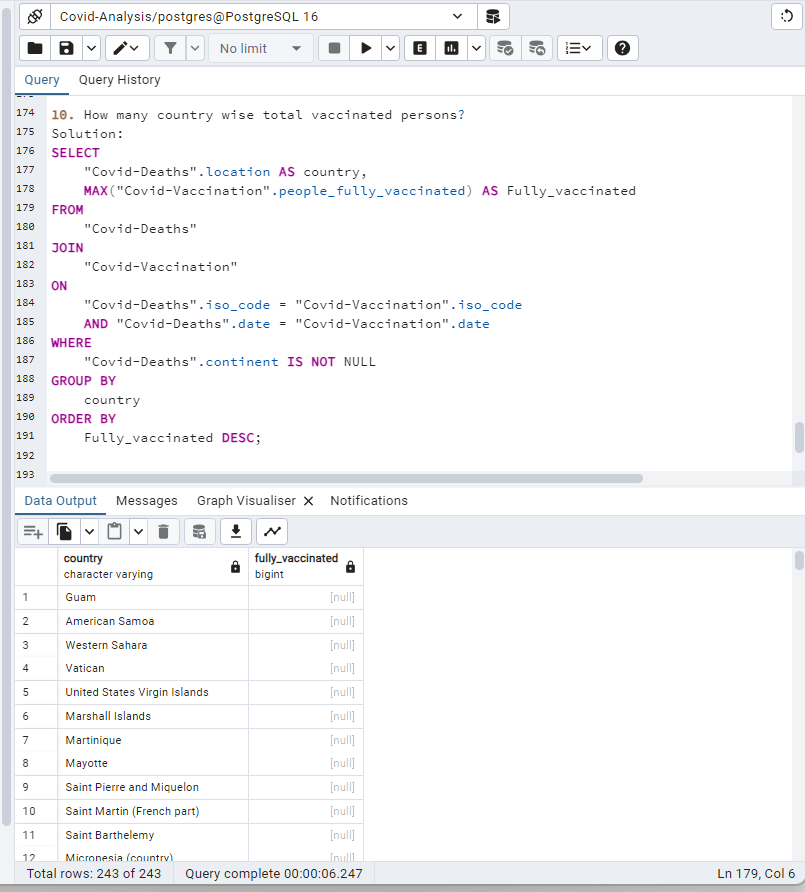 Covid-Analysis/postgres@PostgreSQL 16
No limit
E
Query Query History
174 10. How many country wise total vaccinated persons?
175 Solution:
176 SELECT
177 "Covid-Deaths".location AS country,
178 MAX("Covid-Vaccination".people_fully_vaccinated) AS Fully_vaccinated
179 FROM
180 "Covid-Deaths"
181 JOIN
182 "Covid-Vaccination"
183 ON
184 "Covid-Deaths".iso_code = "Covid-Vaccination".iso_code
185 AND "Covid-Deaths".date = "Covid-Vaccination".date
186 WHERE
187 "Covid-Deaths".continent IS NOT NULL
188 GROUP BY
189 country
190 ORDER BY
191 Fully_vaccinated DESC;
192
193
Data Output Messages Graph Visualiser Notifications
country fully_vaccinated
character varying bigint
1 Guam [null]
2 American Samoa [null]
3 Western Sahara [null]
4 Vatican [null]
5 United States Virgin Islands [null]
6 Marshall Islands [null]
7 Martinique [null]
8 Mayotte [null]
9 Saint Pierre and Miquelon [null]
10 Saint Martin (French part) [null]
11 Saint Barthelemy [null]
12 Micronesia (country) [null]
Total rows: 243 of 243 Query complete 00:00:06.247 Ln 179, Col 6